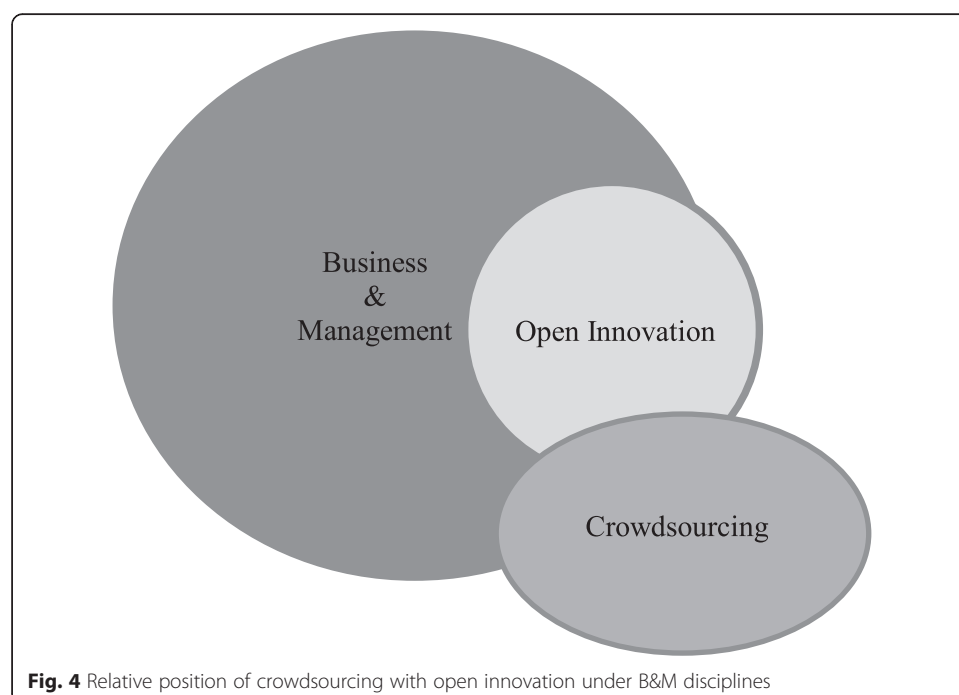 Business
&
Management
Open Innovation
Crowdsourcing
Fig. 4 Relative position of crowdsourcing with open innovation under B&M disciplines